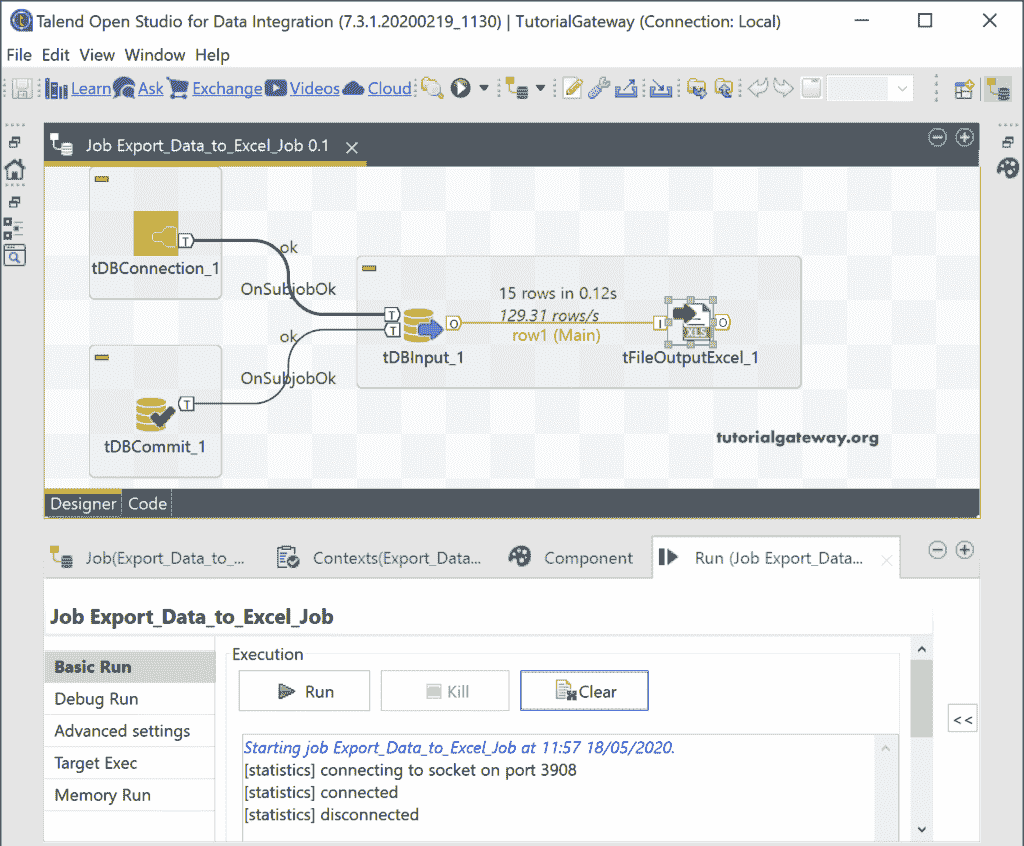 Talend Open Studio for Data Integration (7.3.1.20200219_1130) | TutorialGateway (Connection: Local)
File Edit View Window Help
Learn Ask Exchange Videos Cloud
Job Export_Data_to_Excel_Job 0.1
T
tDBConnection_1
ok
OnSubjobOk
15 rows in 0.12s
129.31 rows/s
row1 (Main)
T
T
O
I
O
XLS
tDBInput_1
tFileOutputExcel_1
ok
OnSubjobOk
T
tDBCommit_1
tutorialgateway.org
Designer Code
Job(Export_Data_to_... Contexts(Export_Data... Component Run (Job Export_Data...
Job Export_Data_to_Excel_Job
Basic Run
Debug Run
Advanced settings
Target Exec
Memory Run
Execution
Run Kill Clear
<<
Starting job Export_Data_to_Excel_Job at 11:57 18/05/2020.
[statistics] connecting to socket on port 3908
[statistics] connected
[statistics] disconnected